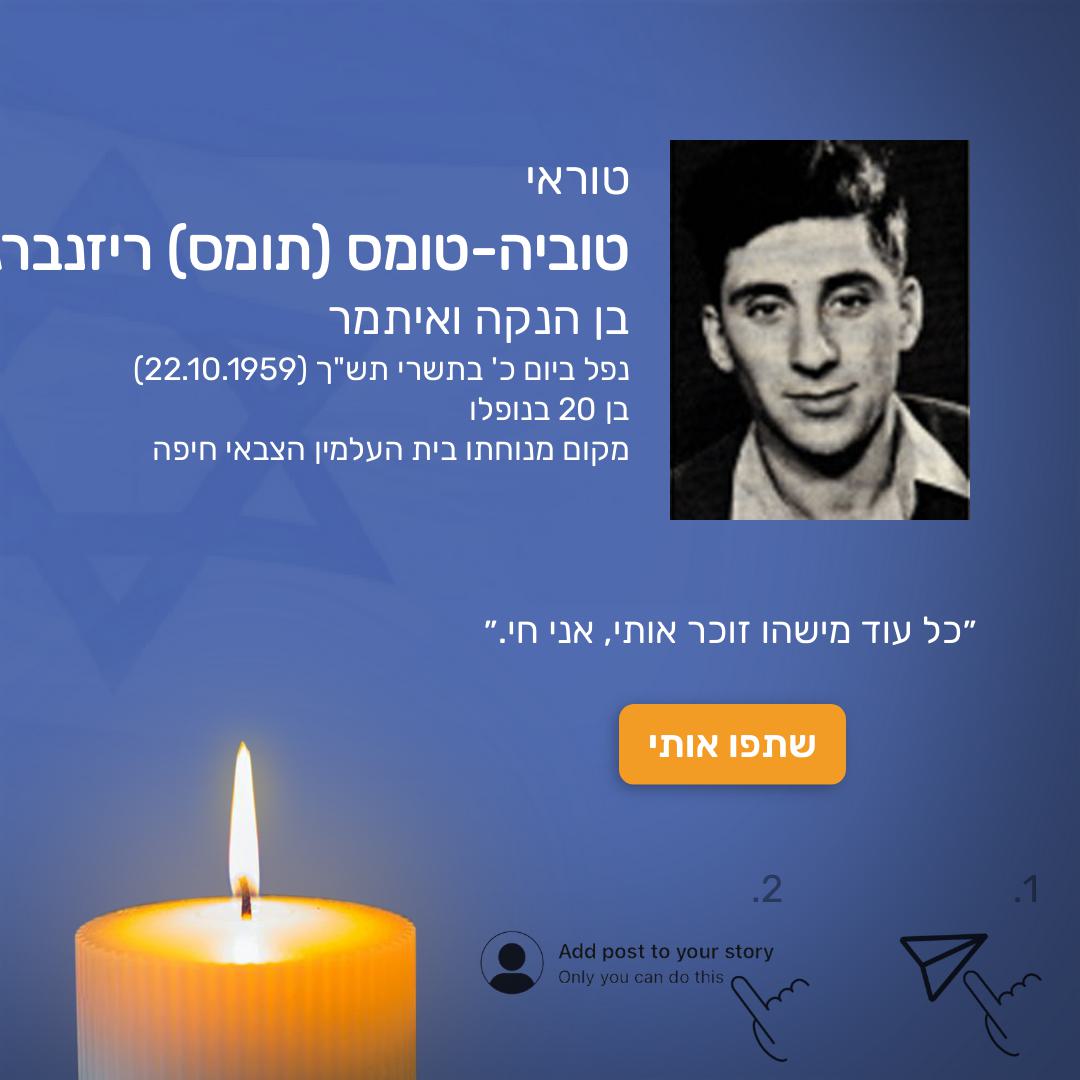 טוראי
טוביה-טומס (תומס) ריזנבר
בן הנקה ואיתמר
נפל ביום כ' בתשרי תש"ך (22.10.1959)
בן 20 בנופלו
מקום מנוחתו בית העלמין הצבאי חיפה
״כל עוד מישהו זוכר אותי, אני חי.״
שתפו אותי
1.
2.
Add post to your story
Only you can do this